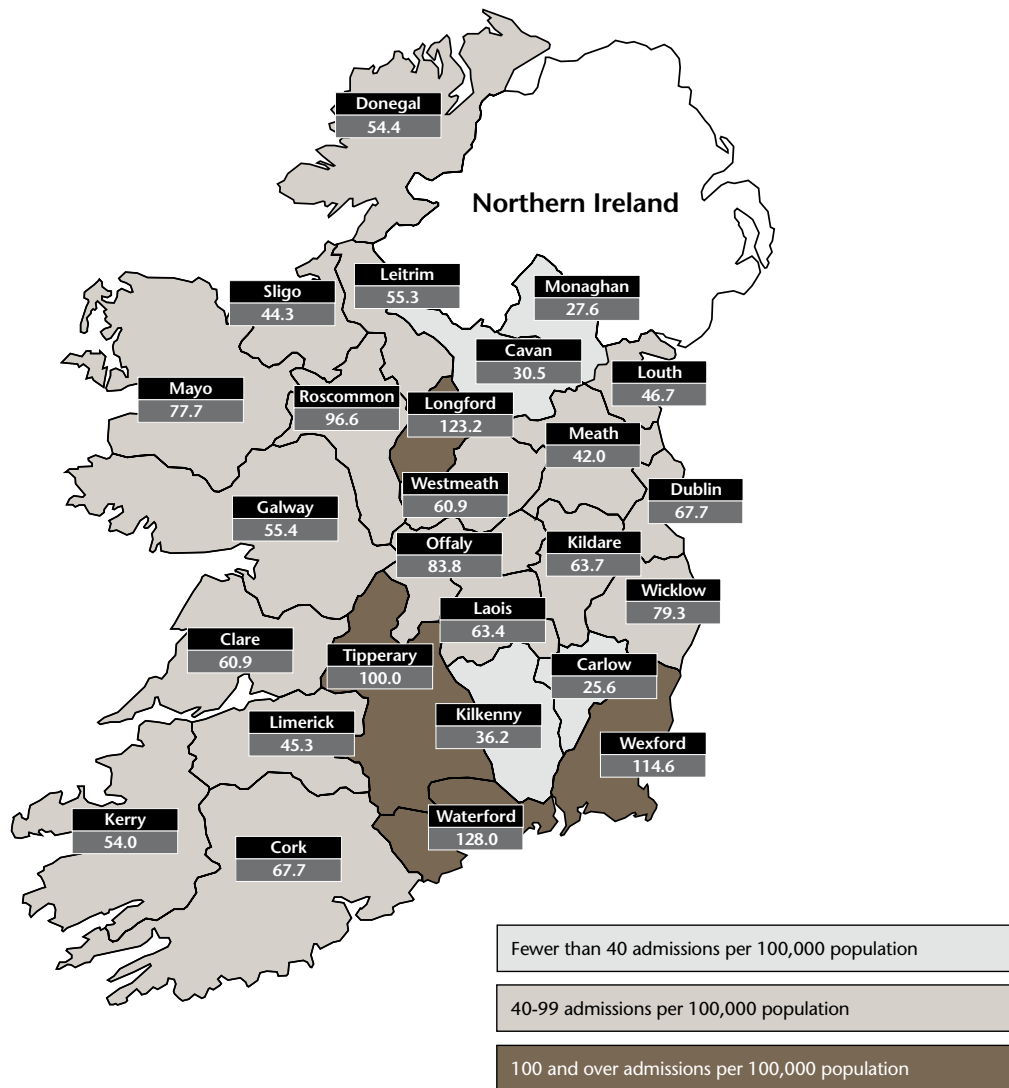 Donegal
54.4
Northern Ireland
Leitrim
55.3
Monaghan
27.6
Sligo
44.3
Cavan
30.5
Louth
46.7
Mayo
77.7
Roscommon
96.6
Longford
123.2
Meath
42.0
Westmeath
60.9
Dublin
67.7
Galway
55.4
Offaly
83.8
Kildare
63.7
Wicklow
79.3
Laois
63.4
Clare
60.9
Tipperary
100.0
Carlow
25.6
Kilkenny
36.2
Limerick
45.3
Wexford
114.6
Kerry
54.0
Waterford
128.0
Cork
67.7
Fewer than 40 admissions per 100,000 population
40-99 admissions per 100,000 population
100 and over admissions per 100,000 population